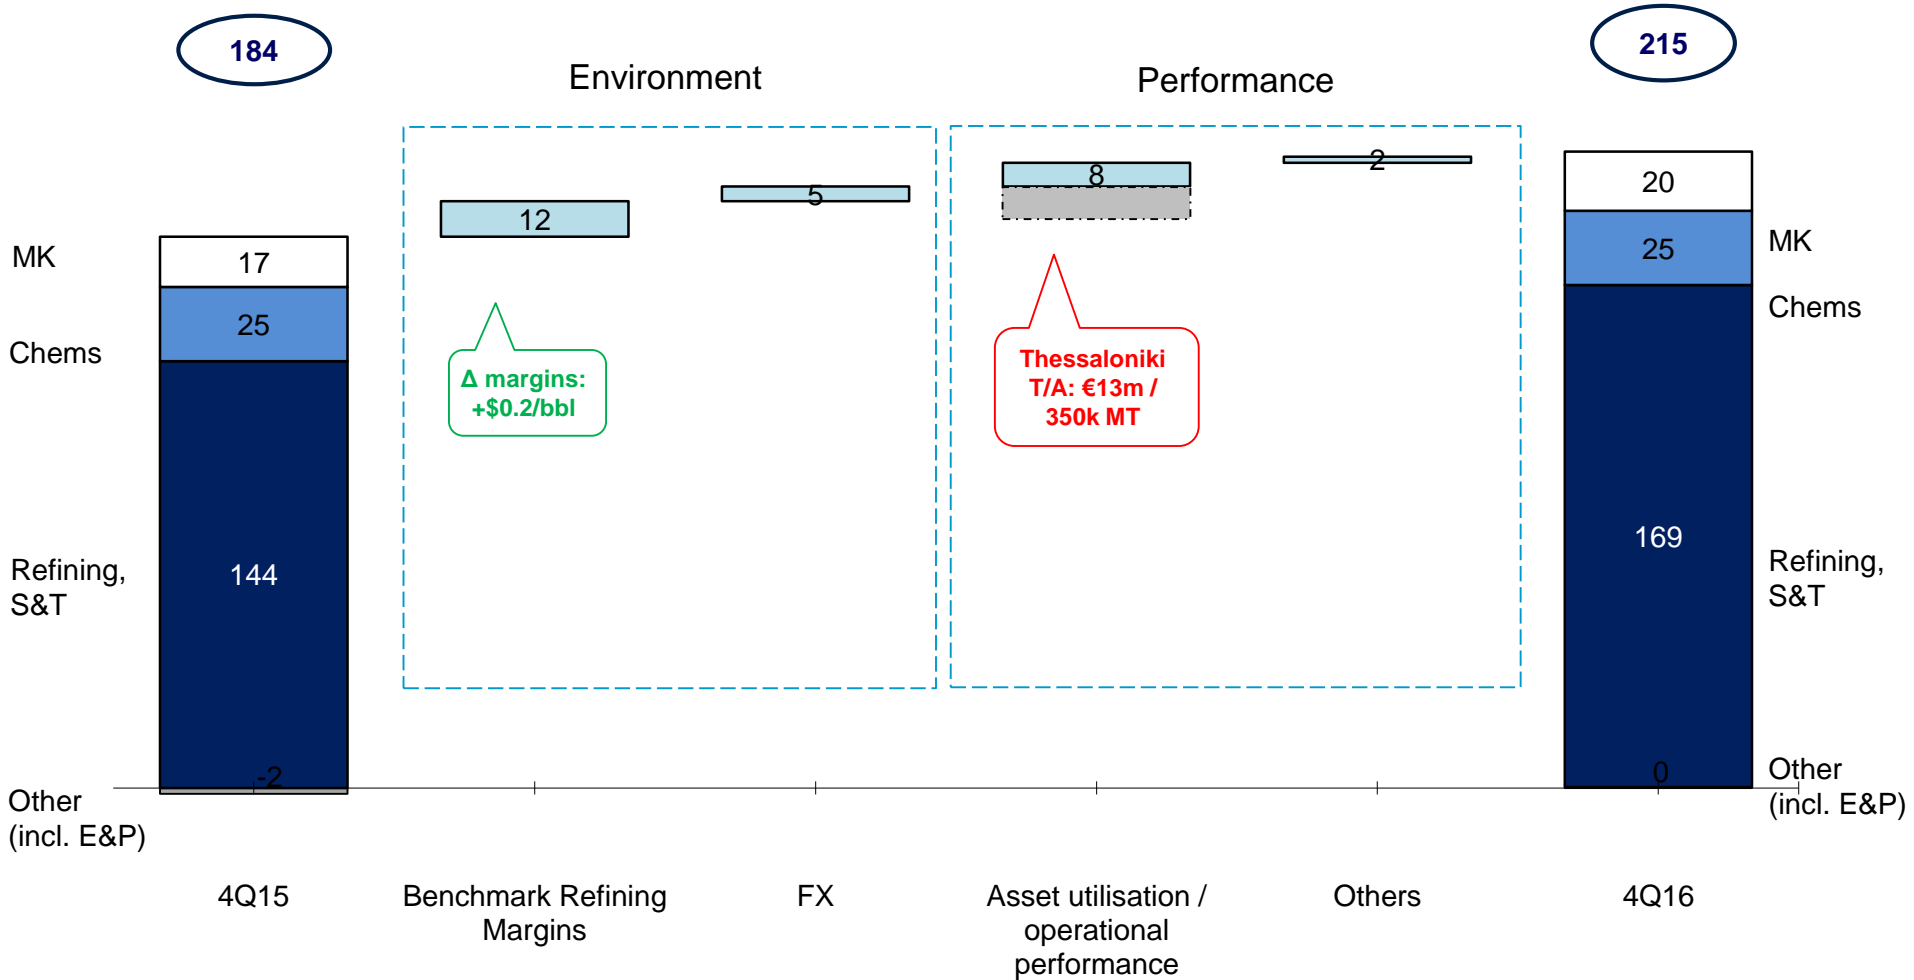 184
215
Environment
Performance
12
5
8
2
MK
17
20
MK
Chems
25
25
Chems
Δ margins:
+$0.2/bbl
Thessaloniki
T/A: €13m /
350k MT
Refining,
S&T
144
169
Refining,
S&T
-2
0
Other
(incl. E&P)
Other
(incl. E&P)
4Q15
Benchmark Refining
Margins
FX
Asset utilisation /
operational
performance
Others
4Q16